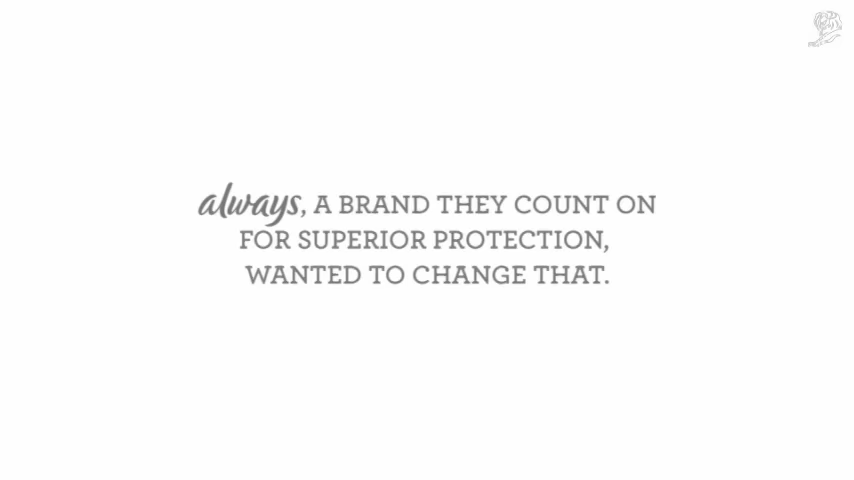 always, A BRAND THEY COUNT ON
FOR SUPERIOR PROTECTION,
WANTED TO CHANGE THAT.